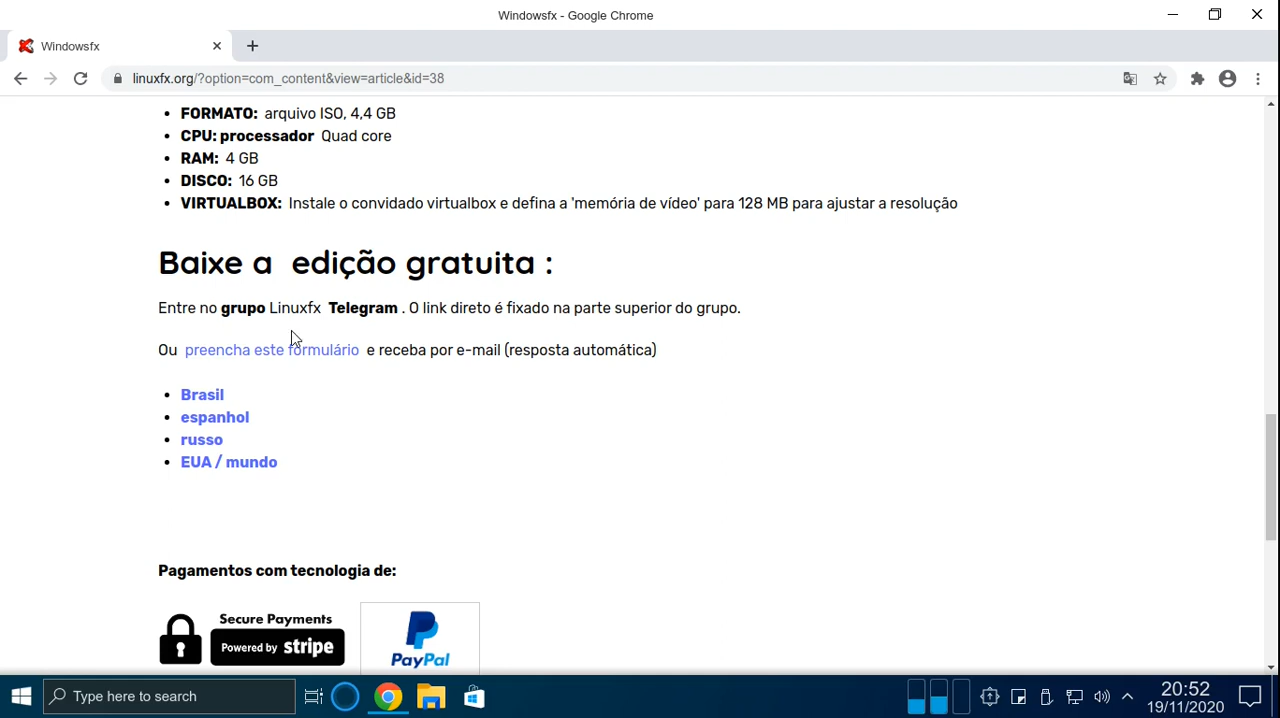 Windowsfx - Google Chrome
Windowsfx
linuxfx.org/?option=com_content&view=article&id=38
FORMATO: arquivo ISO, 4,4 GB
CPU: processador Quad core
RAM: 4 GB
DISCO: 16 GB
VIRTUALBOX: Instale o convidado virtualbox e defina a 'memória de vídeo' para 128 MB para ajustar a resolução
Baixe a edição gratuita :
Entre no grupo Linuxfx Telegram . O link direto é fixado na parte superior do grupo.
Ou preencha este formulário e receba por e-mail (resposta automática)
Brasil
espanhol
russo
EUA / mundo
Pagamentos com tecnologia de:
Secure Payments
Powered by stripe
PayPal
Type here to search
20:52
19/11/2020